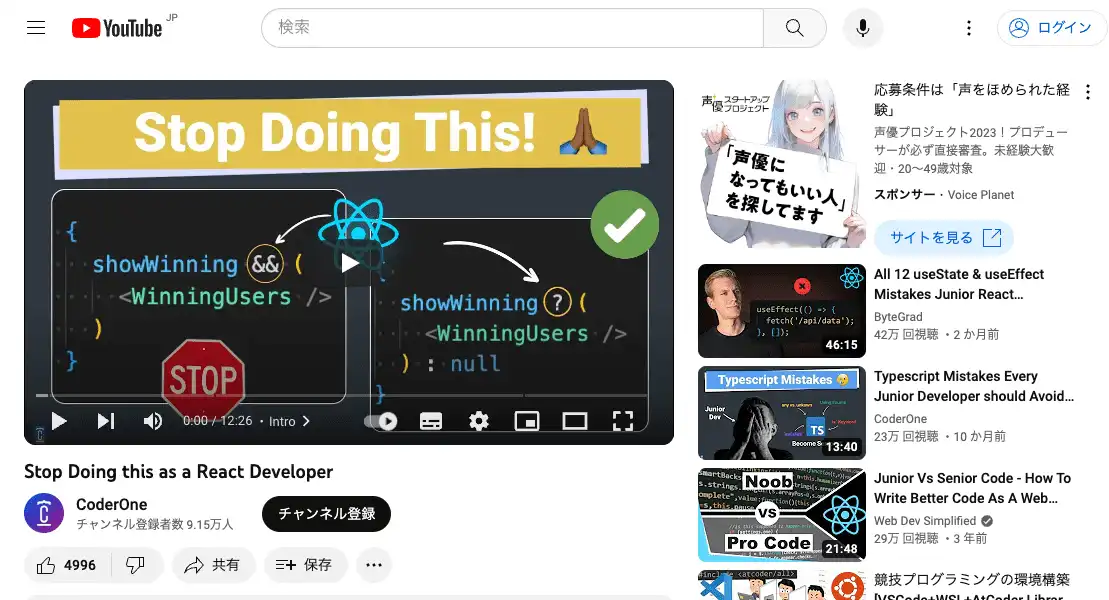 YouTube JP
検索
ログイン
Stop Doing This! 🙏🏾
{
showWinning && (
<WinningUsers />
)
}
STOP
{
showWinning ? (
<WinningUsers />
) : null
}
0:00 / 12:26 • Intro
Stop Doing this as a React Developer
CoderOne
チャンネル登録者数 9.15万人
チャンネル登録
4996
共有
保存
声優スタートアップ
プロジェクト
「声優に
なってもいい人」
を探してます
応募条件は「声をほめられた経
験」
声優プロジェクト2023！プロデュー
サーが必ず直接審査。未経験大歓
迎・20〜49歳対象
スポンサー・Voice Planet
サイトを見る
useEffect(() => {
fetch('/api/data');
}, []);
46:15
All 12 useState & useEffect
Mistakes Junior React…
ByteGrad
42万 回視聴・2 か月前
Typescript Mistakes 😢
Junior
Dev
TS
Become S
13:40
Typescript Mistakes Every
Junior Developer should Avoid…
CoderOne
23万 回視聴・10 か月前
Noob
VS
Pro Code
21:48
Junior Vs Senior Code - How To
Write Better Code As A Web…
Web Dev Simplified
29万 回視聴・3 年前
#include <atcoder/all>
競技プログラミングの環境構築
[VSCode+WSL+AtCoder Librar